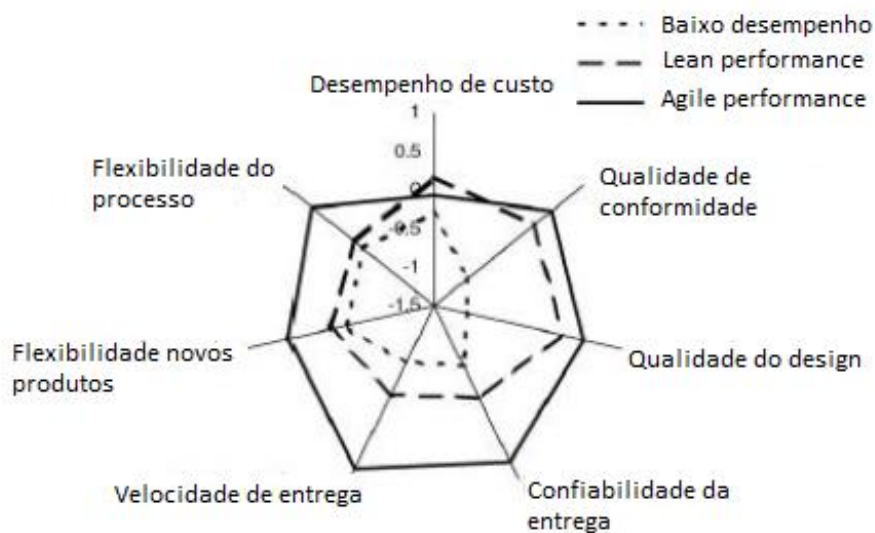 Baixo desempenho
Lean performance
Agile performance
Desempenho de custo
1
0.5
0
-0.5
-1
-1.5
Flexibilidade do
processo
Qualidade de
conformidade
Flexibilidade novos
produtos
Qualidade do design
Velocidade de entrega
Confiabilidade da
entrega